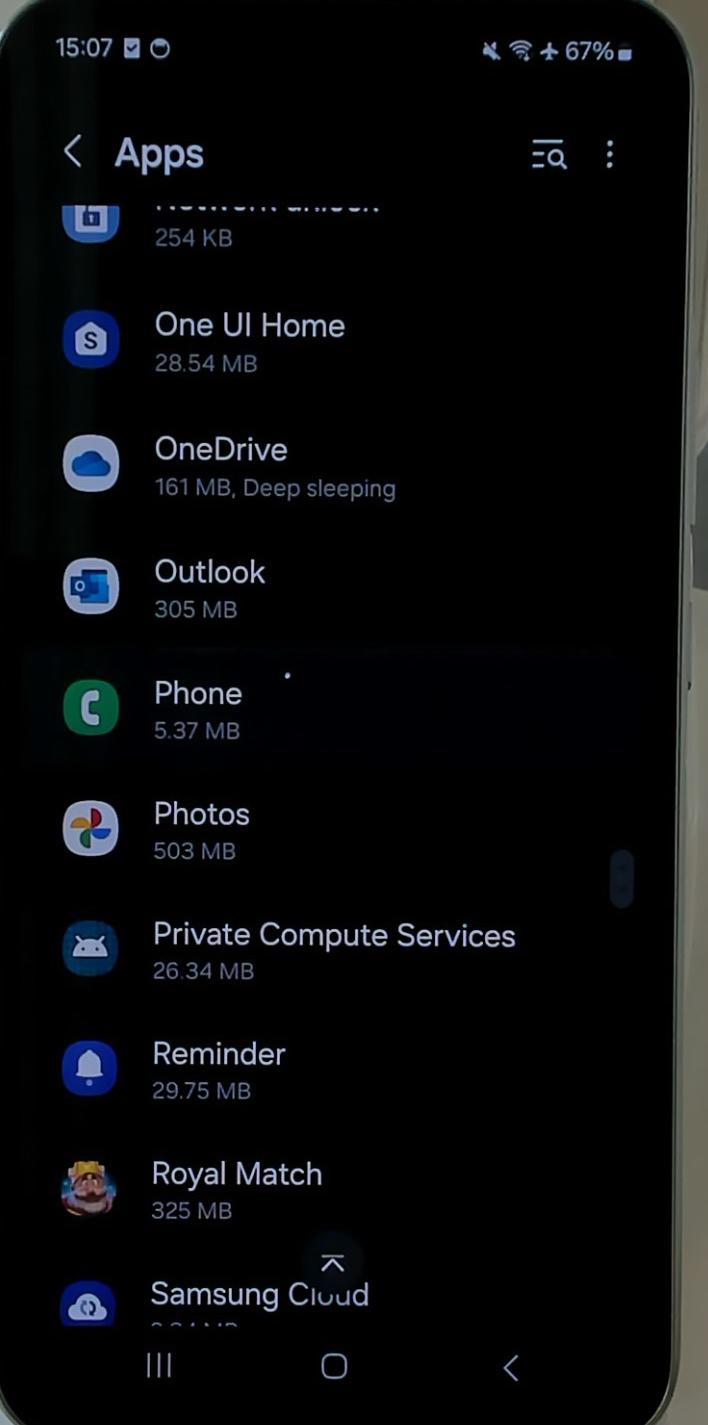 15:07
67%
Apps
254 KB
One UI Home
28.54 MB
OneDrive
161 MB, Deep sleeping
Outlook
305 MB
Phone
5.37 MB
Photos
503 MB
Private Compute Services
26.34 MB
Reminder
29.75 MB
Royal Match
325 MB
Samsung Cloud